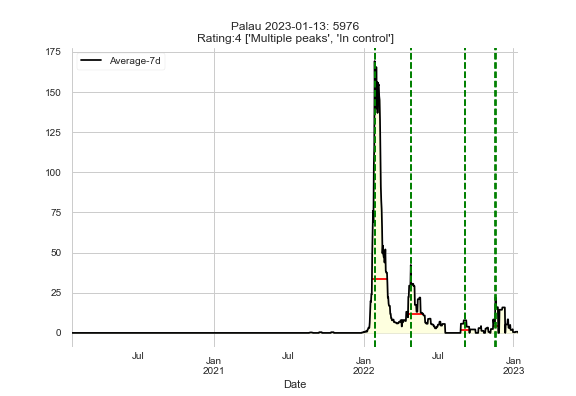 Palau 2023-01-13: 5976
Rating:4 ['Multiple peaks', 'In control']
Average-7d
175
150
125
100
75
50
25
0
Jul
Jan
2021
Jul
Jan
2022
Jul
Jan
2023
Date